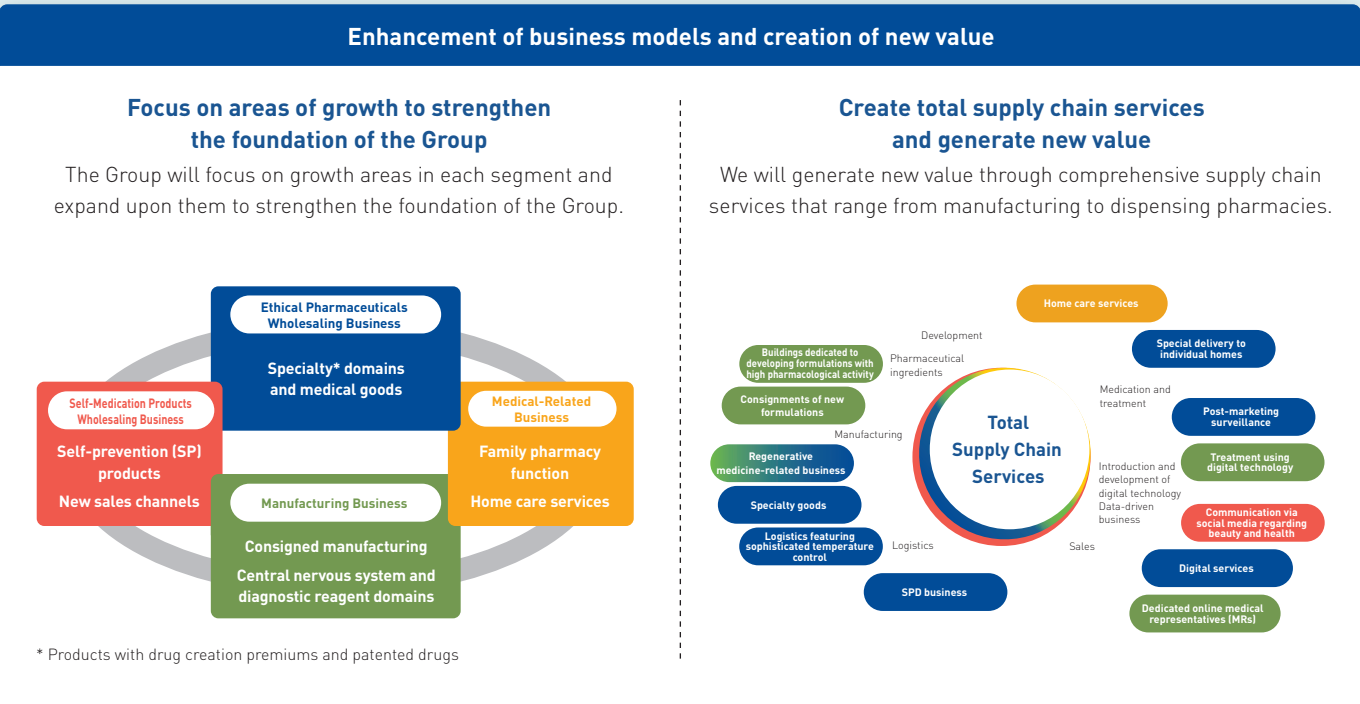 Enhancement of business models and creation of new value
Focus on areas of growth to strengthen
the foundation of the Group
The Group will focus on growth areas in each segment and
expand upon them to strengthen the foundation of the Group.
Ethical Pharmaceuticals
Wholesaling Business
Specialty* domains
and medical goods
Self-Medication Products
Wholesaling Business
Self-prevention (SP)
products
New sales channels
Medical-Related
Business
Family pharmacy
function
Home care services
Manufacturing Business
Consigned manufacturing
Central nervous system and
diagnostic reagent domains
* Products with drug creation premiums and patented drugs
Create total supply chain services
and generate new value
We will generate new value through comprehensive supply chain
services that range from manufacturing to dispensing pharmacies.
Total
Supply Chain
Services
Development
Pharmaceutical
ingredients
Buildings dedicated to
developing formulations with
high pharmacological activity
Consignments of new
formulations
Manufacturing
Regenerative
medicine-related business
Specialty goods
Logistics featuring
sophisticated temperature
control
Logistics
SPD business
Home care services
Special delivery to
individual homes
Medication and
treatment
Post-marketing
surveillance
Treatment using
digital technology
Introduction and
development of
digital technology
Data-driven
business
Communication via
social media regarding
beauty and health
Sales
Digital services
Dedicated online medical
representatives (MRs)